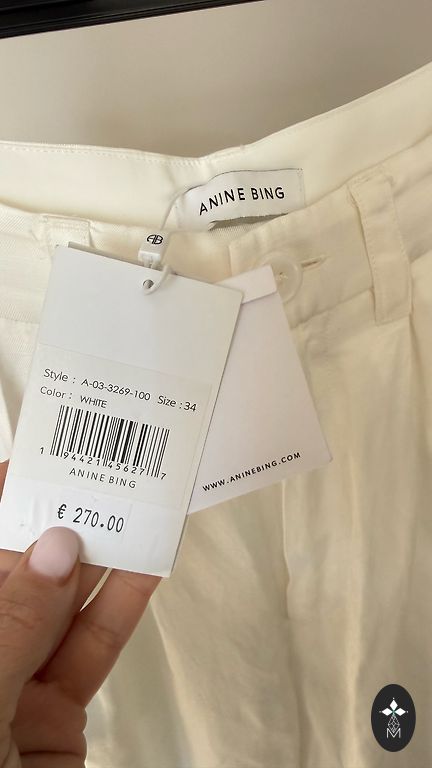 ANINE BING
AB
Style : A-03-3269-100 Size : 34
Color : WHITE
1 94421 45627 7
ANINE BING
€ 270.00
WWW.ANINEBING.COM
M